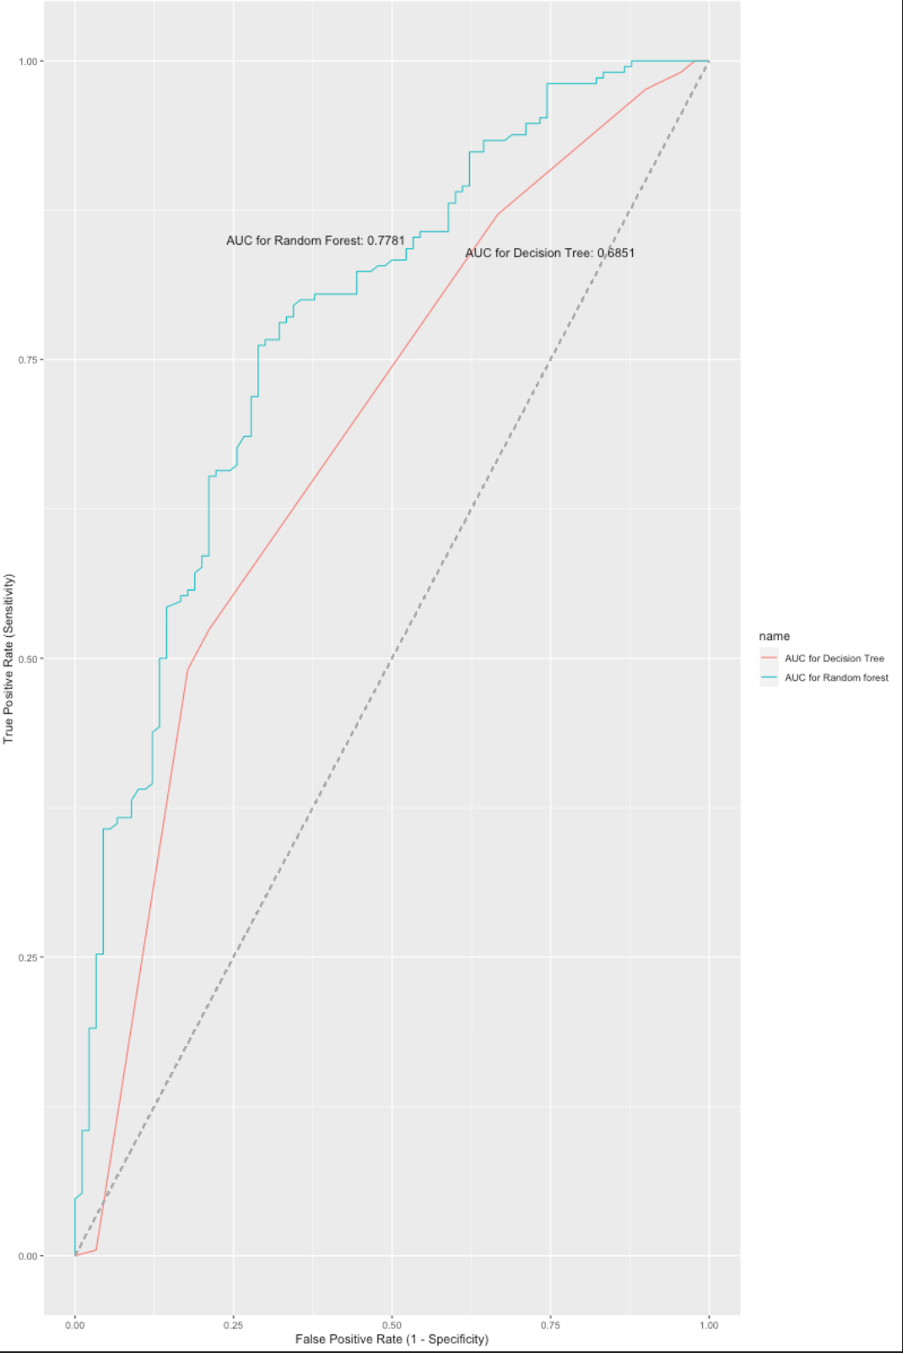 1.00
AUC for Random Forest: 0.7781
AUC for Decision Tree: 0.6851
0.75
True Positive Rate (Sensitivity)
0.50
0.25
0.00
0.00 0.25 0.50 0.75 1.00
False Positive Rate (1 - Specificity)
name
AUC for Decision Tree
AUC for Random forest